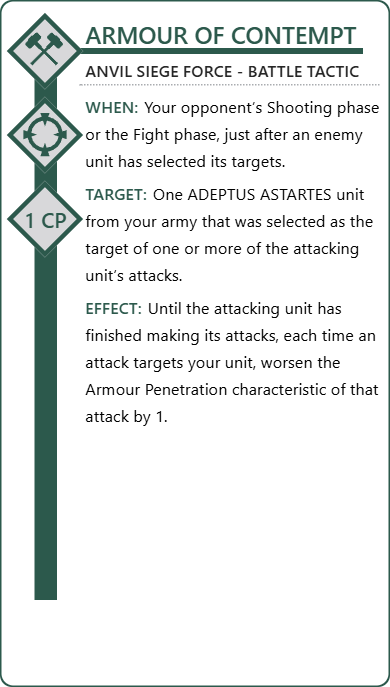 ARMOUR OF CONTEMPT
ANVIL SIEGE FORCE - BATTLE TACTIC
WHEN: Your opponent’s Shooting phase
or the Fight phase, just after an enemy
unit has selected its targets.
1 CP
TARGET: One ADEPTUS ASTARTES unit
from your army that was selected as the
target of one or more of the attacking
unit’s attacks.
EFFECT: Until the attacking unit has
finished making its attacks, each time an
attack targets your unit, worsen the
Armour Penetration characteristic of that
attack by 1.